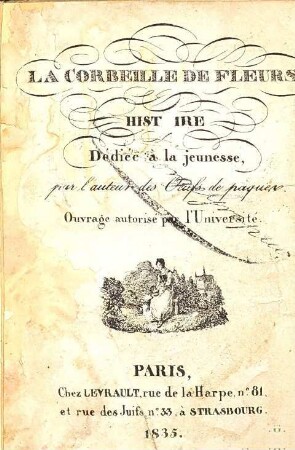 LA CORBEILLE DE FLEURS
HIST IRE
Dédiée à la jeunesse,
par l'auteur des Œufs de paques.
Ouvrage autorisé par l'Université.
PARIS,
Chez LEVRAULT, rue de la Harpe, n° 81,
et rue des Juifs n° 33, à STRASBOURG.
1835.